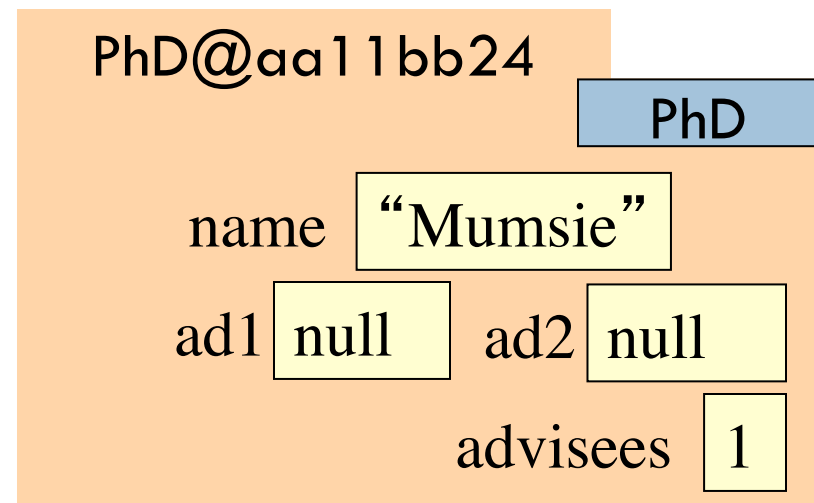 PhD@aa11bb24
PhD
name “Mumsie”
ad1 null ad2 null
advisees 1